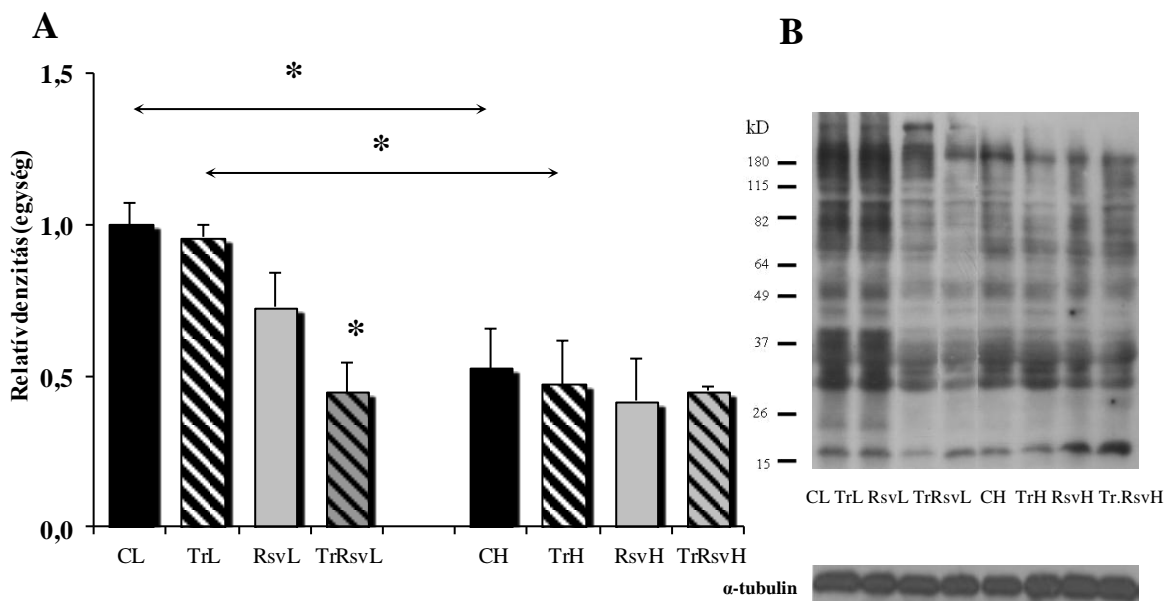 A
B
1,5
1,0
0,5
0,0
Relatív denzitás (egység)
*
*
*
CL TrL RsvL TrRsvL CH TrH RsvH TrRsvH
kD
180
115
82
64
49
37
26
15
CL TrL RsvL TrRsvL CH TrH RsvH Tr.RsvH
α-tubulin